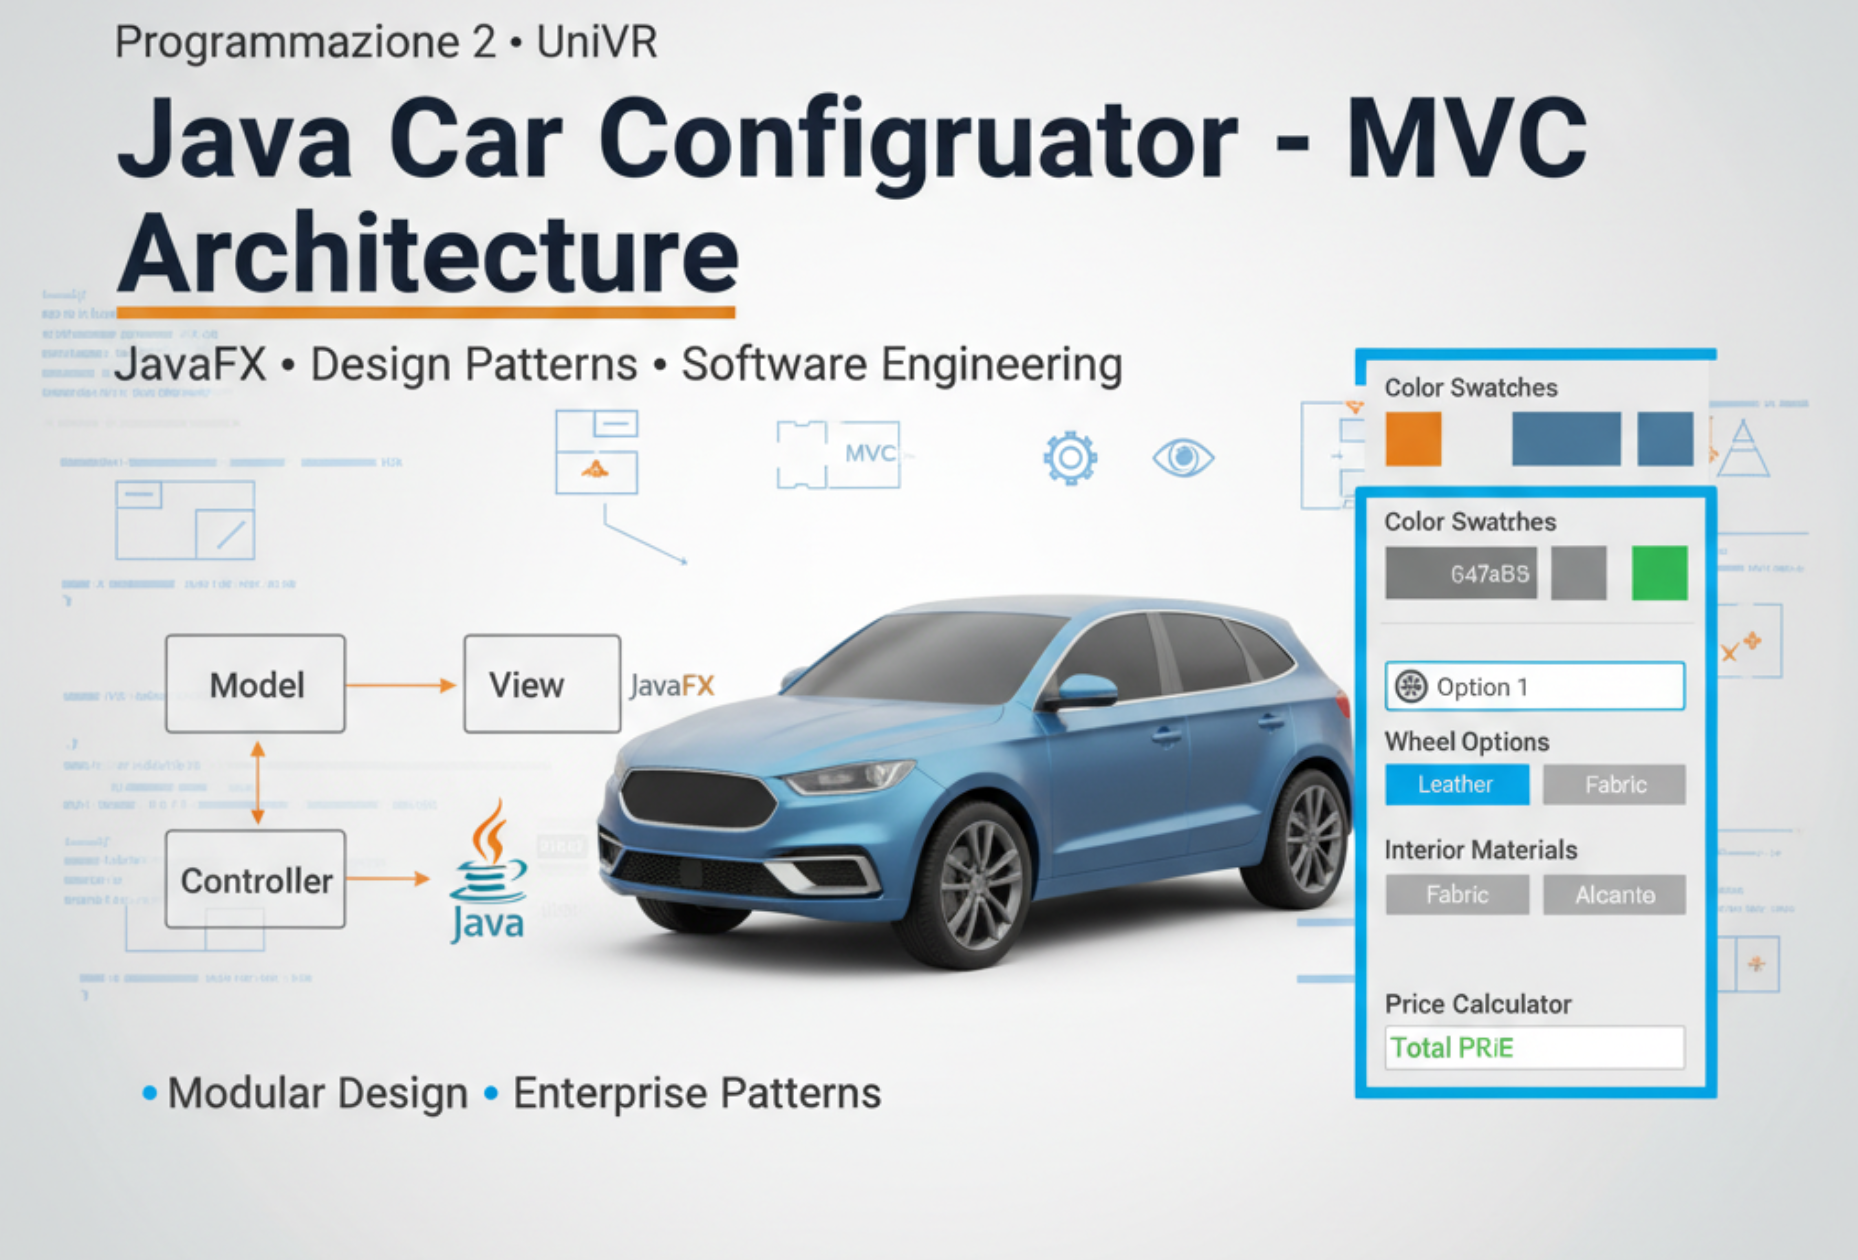 Programmazione 2 • UniVR
Java Car Configruator - MVC
Architecture
JavaFX • Design Patterns • Software Engineering
MVC
Model
View
JavaFX
Controller
Java
• Modular Design • Enterprise Patterns
Color Swatches
Color Swatrhes
647aBS
Option 1
Wheel Options
Leather Fabric
Interior Materials
Fabric Alcante
Price Calculator
Total PRiE